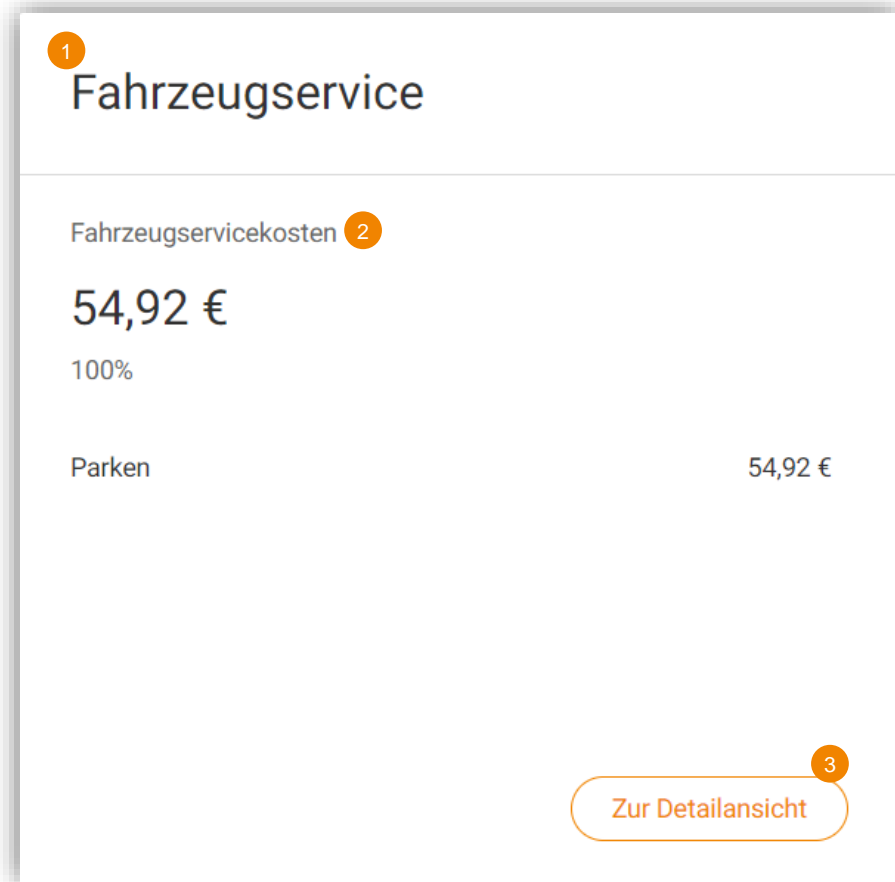 1
Fahrzeugservice
Fahrzeugservicekosten 2
54,92 €
100%
Parken 54,92 €
3
Zur Detailansicht